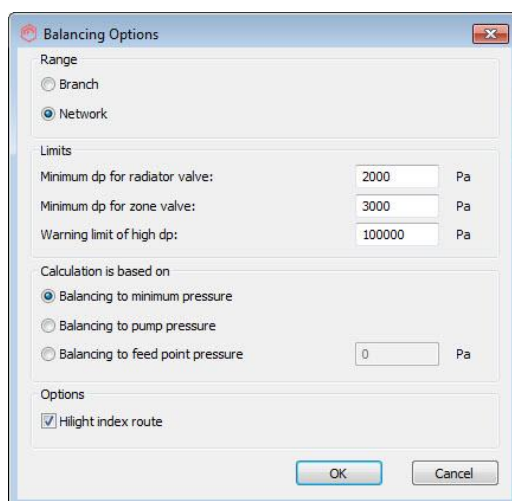 Balancing Options
Range
Branch
Network
Limits
Minimum dp for radiator valve: 2000 Pa
Minimum dp for zone valve: 3000 Pa
Warning limit of high dp: 100000 Pa
Calculation is based on
Balancing to minimum pressure
Balancing to pump pressure
Balancing to feed point pressure 0 Pa
Options
Hilight index route
OK Cancel